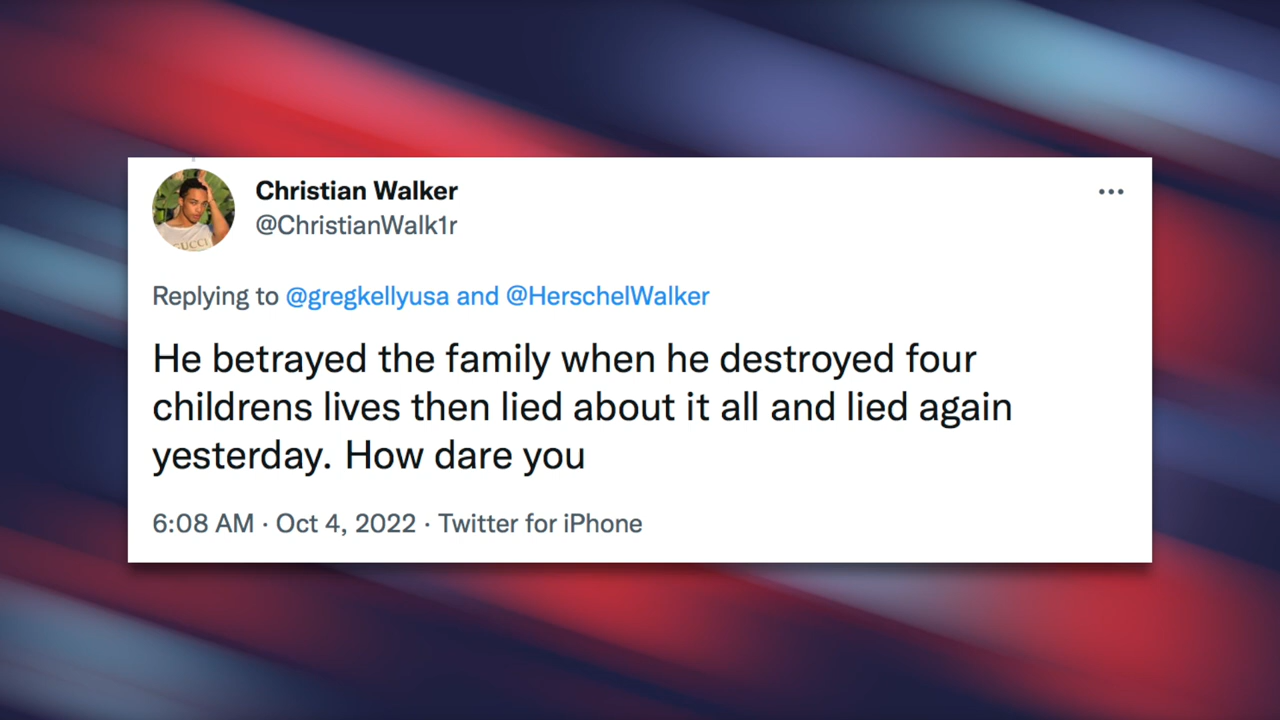 Christian Walker
@ChristianWalk1r
Replying to @gregkellyusa and @HerschelWalker
He betrayed the family when he destroyed four
childrens lives then lied about it all and lied again
yesterday. How dare you
6:08 AM · Oct 4, 2022 · Twitter for iPhone
GUCCI